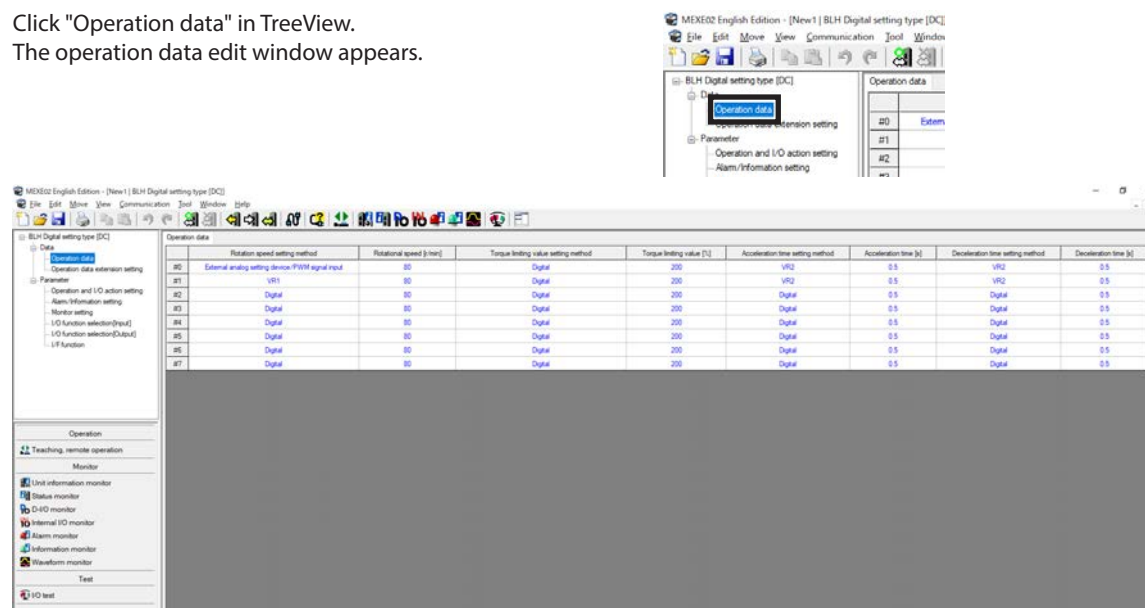 Click "Operation data" in TreeView.
The operation data edit window appears.
MEXE02 English Edition - [New1 | BLH Digital setting type [DC]
File Edit Move View Communication Tool Window
BLH Digital setting type [DC]
Data
Operation data
Operation data extension setting
Parameter
Operation and I/O action setting
Alarm/Information setting
Operation data
#0 Extern
#1
#2
MEXE02 English Edition - [New1 | BLH Digital setting type [DC]]
File Edit Move View Communication Tool Window Help
BLH Digital setting type [DC]
Data
Operation data
Operation data extension setting
Parameter
Operation and I/O action setting
Alarm/Information setting
Monitor setting
I/O function selection[Input]
I/O function selection[Output]
I/F function
Operation
Teaching, remote operation
Monitor
Unit information monitor
Status monitor
D-I/O monitor
Internal I/O monitor
Alarm monitor
Information monitor
Waveform monitor
Test
I/O test
Operation data
Rotation speed setting method Rotational speed [r/min] Torque limiting value setting method Torque limiting value [%] Acceleration time setting method Acceleration time [s] Deceleration time setting method Deceleration time [s]
#0 External analog setting device/PWM signal input 80 Digital 200 VR2 0.5 VR2 0.5
#1 VR1 80 Digital 200 VR2 0.5 VR2 0.5
#2 Digital 80 Digital 200 Digital 0.5 Digital 0.5
#3 Digital 80 Digital 200 Digital 0.5 Digital 0.5
#4 Digital 80 Digital 200 Digital 0.5 Digital 0.5
#5 Digital 80 Digital 200 Digital 0.5 Digital 0.5
#6 Digital 80 Digital 200 Digital 0.5 Digital 0.5
#7 Digital 80 Digital 200 Digital 0.5 Digital 0.5